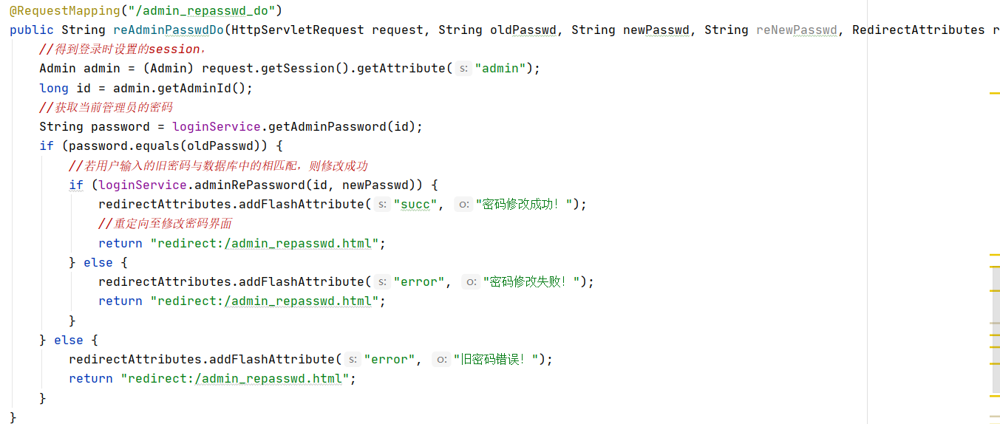 @RequestMapping("/admin_repasswd_do")
public String reAdminPasswdDo(HttpServletRequest request, String oldPasswd, String newPasswd, String reNewPasswd, RedirectAttributes r
//得到登录时设置的session，
Admin admin = (Admin) request.getSession().getAttribute( s: "admin");
long id = admin.getAdminId();
//获取当前管理员的密码
String password = loginService.getAdminPassword(id);
if (password.equals(oldPasswd)) {
//若用户输入的旧密码与数据库中的相匹配，则修改成功
if (loginService.adminRePassword(id, newPasswd)) {
redirectAttributes.addFlashAttribute( s: "succ", o: "密码修改成功！");
//重定向至修改密码界面
return "redirect:/admin_repasswd.html";
} else {
redirectAttributes.addFlashAttribute( s: "error", o: "密码修改失败！");
return "redirect:/admin_repasswd.html";
}
} else {
redirectAttributes.addFlashAttribute( s: "error", o: "旧密码错误！");
return "redirect:/admin_repasswd.html";
}
}